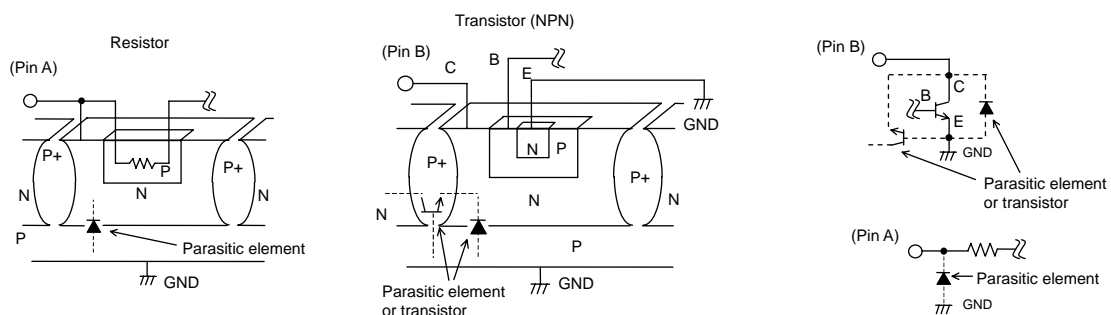 Resistor
(Pin A)
P+
P+
P
N
N
N
P
Parasitic element
GND
Transistor (NPN)
(Pin B)
C
B
E
GND
P+
P+
N
P
N
N
N
P
Parasitic element
or transistor
GND
(Pin B)
C
B
E
GND
Parasitic element
or transistor
(Pin A)
Parasitic element
GND